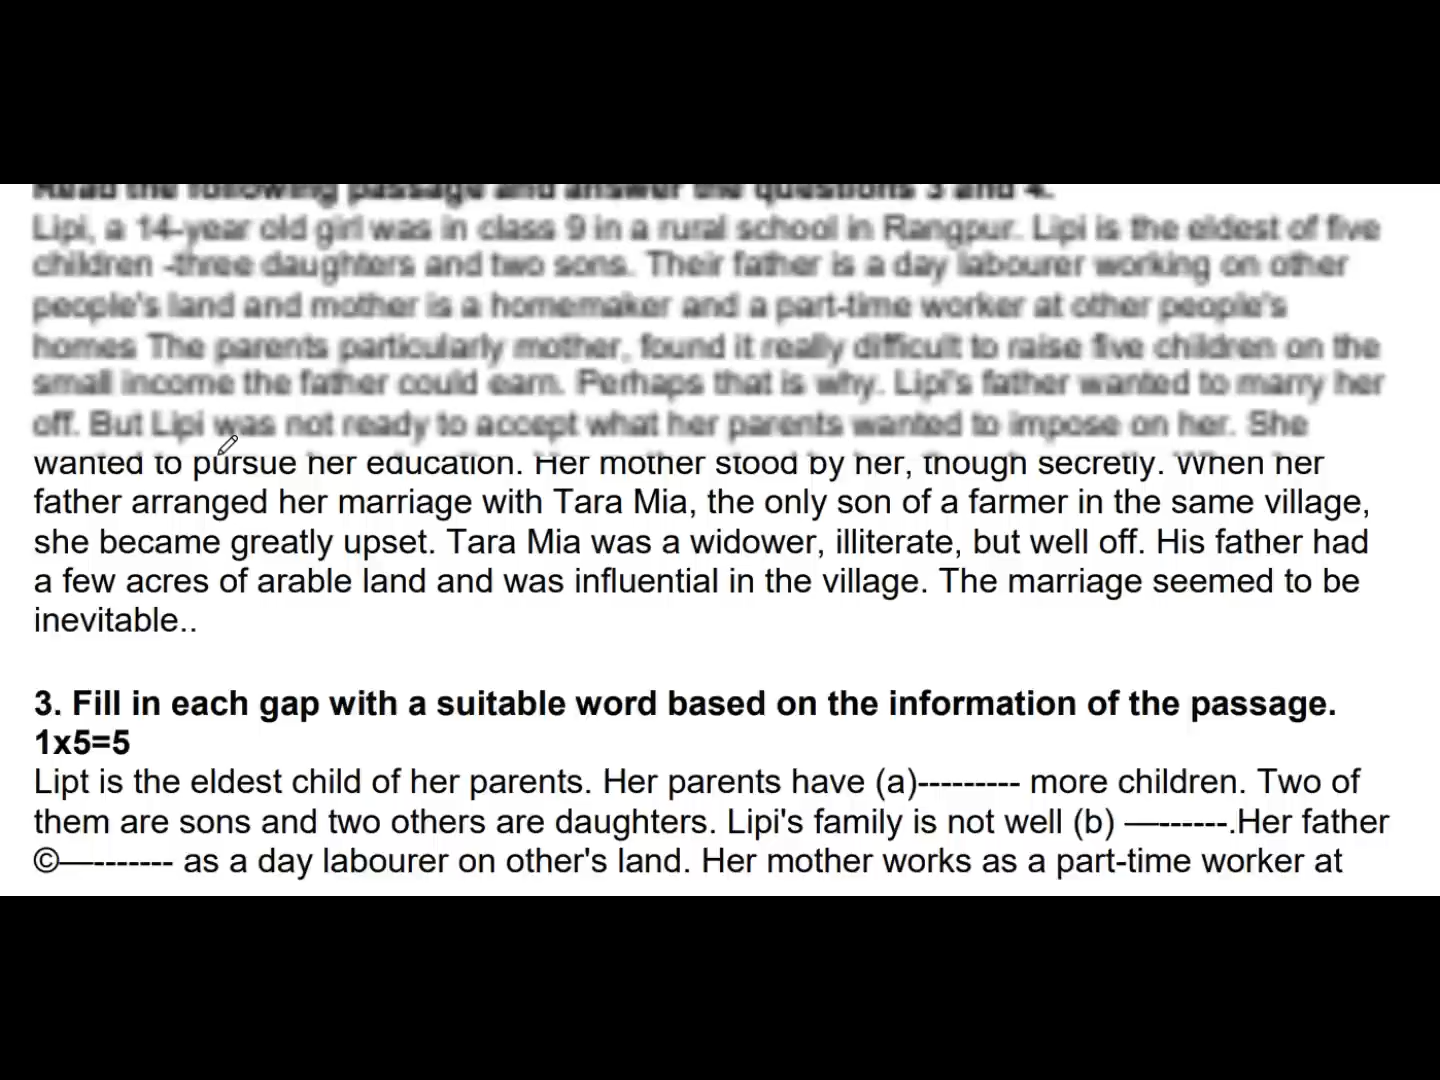 Read the following passage and answer the questions 3 and 4.
Lipi, a 14-year old girl was in class 9 in a rural school in Rangpur. Lipi is the eldest of five
children -three daughters and two sons. Their father is a day labourer working on other
people's land and mother is a homemaker and a part-time worker at other people's
homes The parents particularly mother, found it really difficult to raise five children on the
small income the father could earn. Perhaps that is why. Lipi's father wanted to marry her
off. But Lipi was not ready to accept what her parents wanted to impose on her. She
wanted to pursue her education. Her mother stood by her, though secretly. When her
father arranged her marriage with Tara Mia, the only son of a farmer in the same village,
she became greatly upset. Tara Mia was a widower, illiterate, but well off. His father had
a few acres of arable land and was influential in the village. The marriage seemed to be
inevitable..
3. Fill in each gap with a suitable word based on the information of the passage.
1x5=5
Lipt is the eldest child of her parents. Her parents have (a)--------- more children. Two of
them are sons and two others are daughters. Lipi's family is not well (b) —------.Her father
©—------- as a day labourer on other's land. Her mother works as a part-time worker at